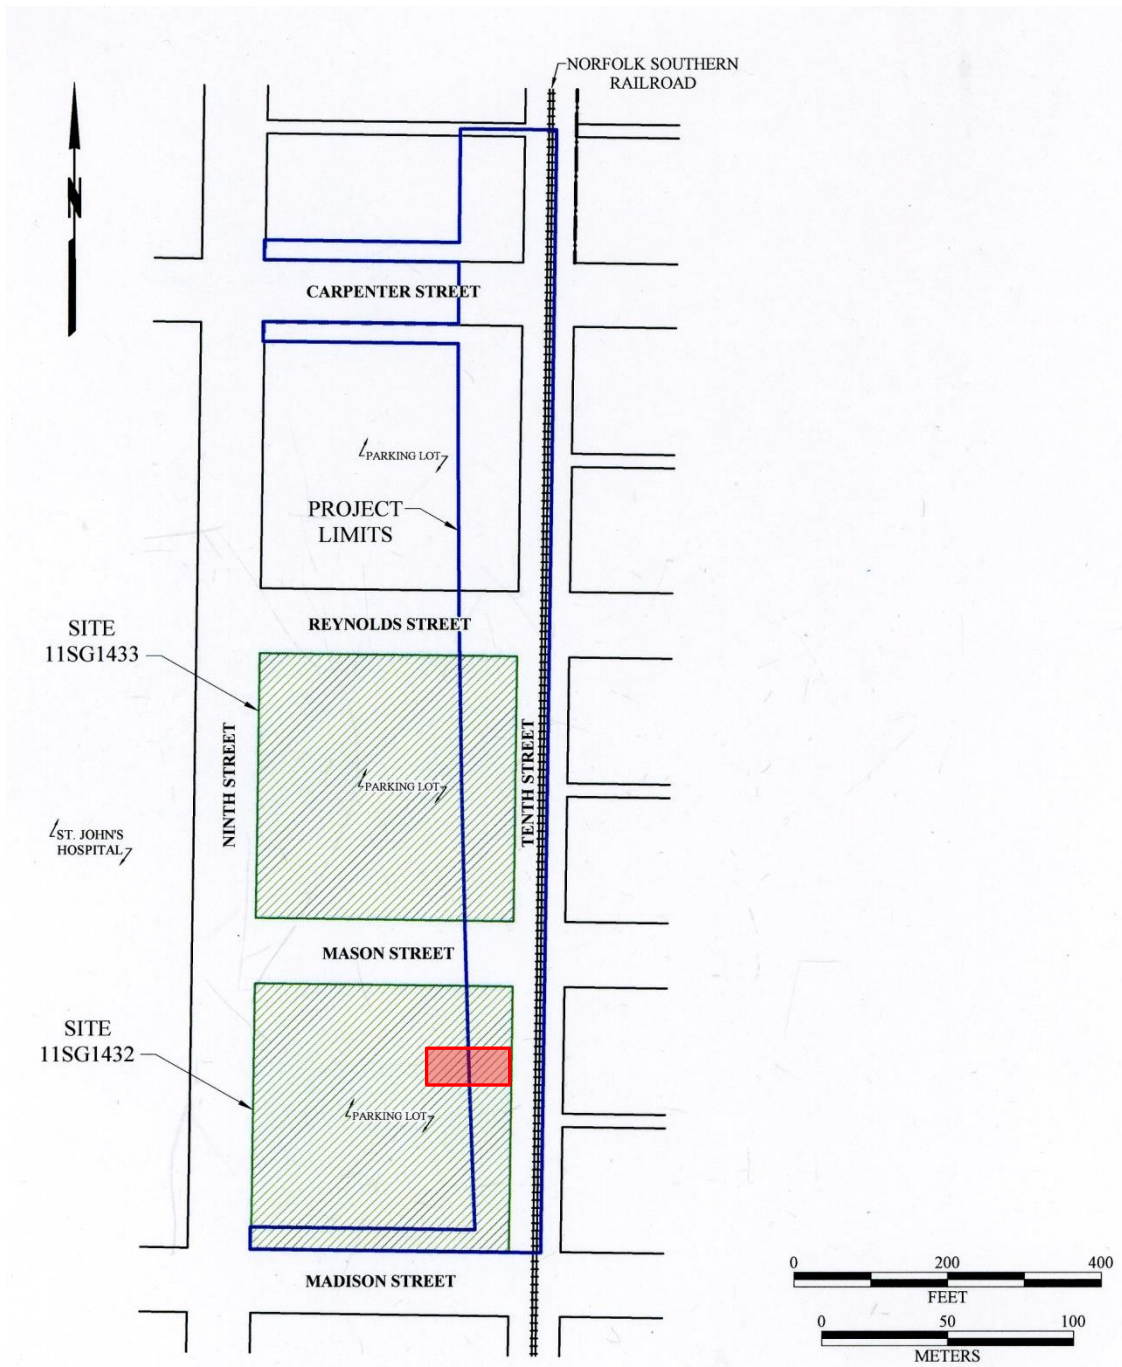 NORFOLK SOUTHERN
RAILROAD
N
CARPENTER STREET
PARKING LOT
PROJECT
LIMITS
REYNOLDS STREET
SITE
11SG1433
NINTH STREET
TENTH STREET
PARKING LOT
ST. JOHN'S
HOSPITAL
MASON STREET
SITE
11SG1432
PARKING LOT
MADISON STREET
0 200 400
FEET
0 50 100
METERS